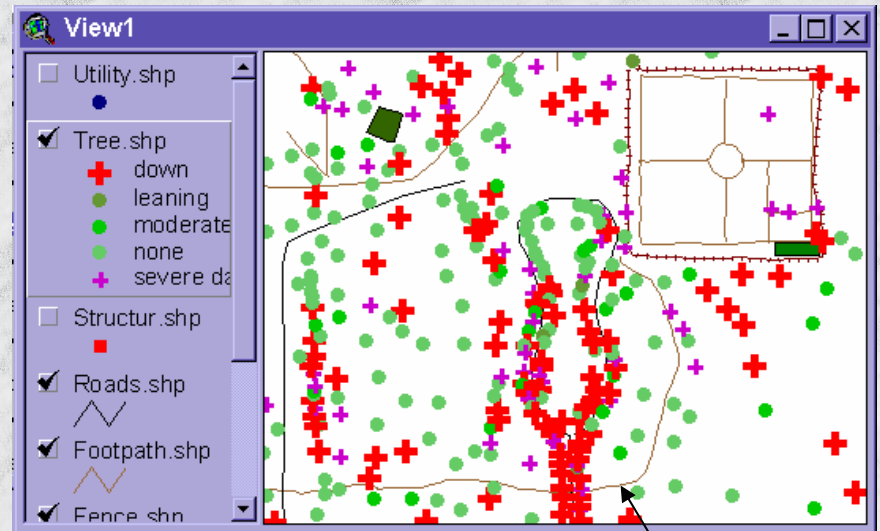 View1
Utility.shp
Tree.shp
down
leaning
moderate
none
severe da
Structur.shp
Roads.shp
Footpath.shp
Fence.shp